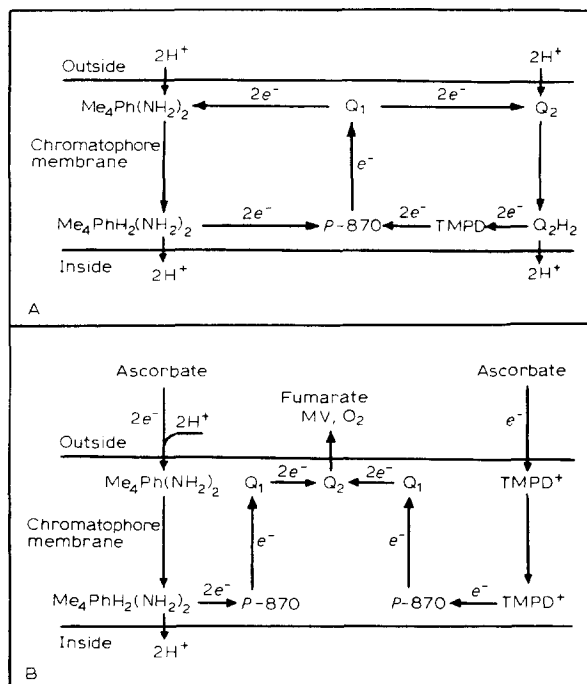 2H⁺ 2H⁺
Outside
2e⁻ 2e⁻
Me₄Ph(NH₂)₂ Q₁ Q₂
Chromatophore
membrane
e⁻
2e⁻ 2e⁻ 2e⁻
Me₄PhH₂(NH₂)₂ P-870 TMPD Q₂H₂
Inside
2H⁺ 2H⁺
A
Ascorbate Ascorbate
Fumarate
MV, O₂
2e⁻ 2H⁺ e⁻
Outside
2e⁻ 2e⁻
Me₄Ph(NH₂)₂ Q₁ Q₂ Q₁ TMPD⁺
Chromatophore
membrane
e⁻ e⁻
2e⁻ e⁻
Me₄PhH₂(NH₂)₂ P-870 P-870 TMPD⁺
Inside
2H⁺
B